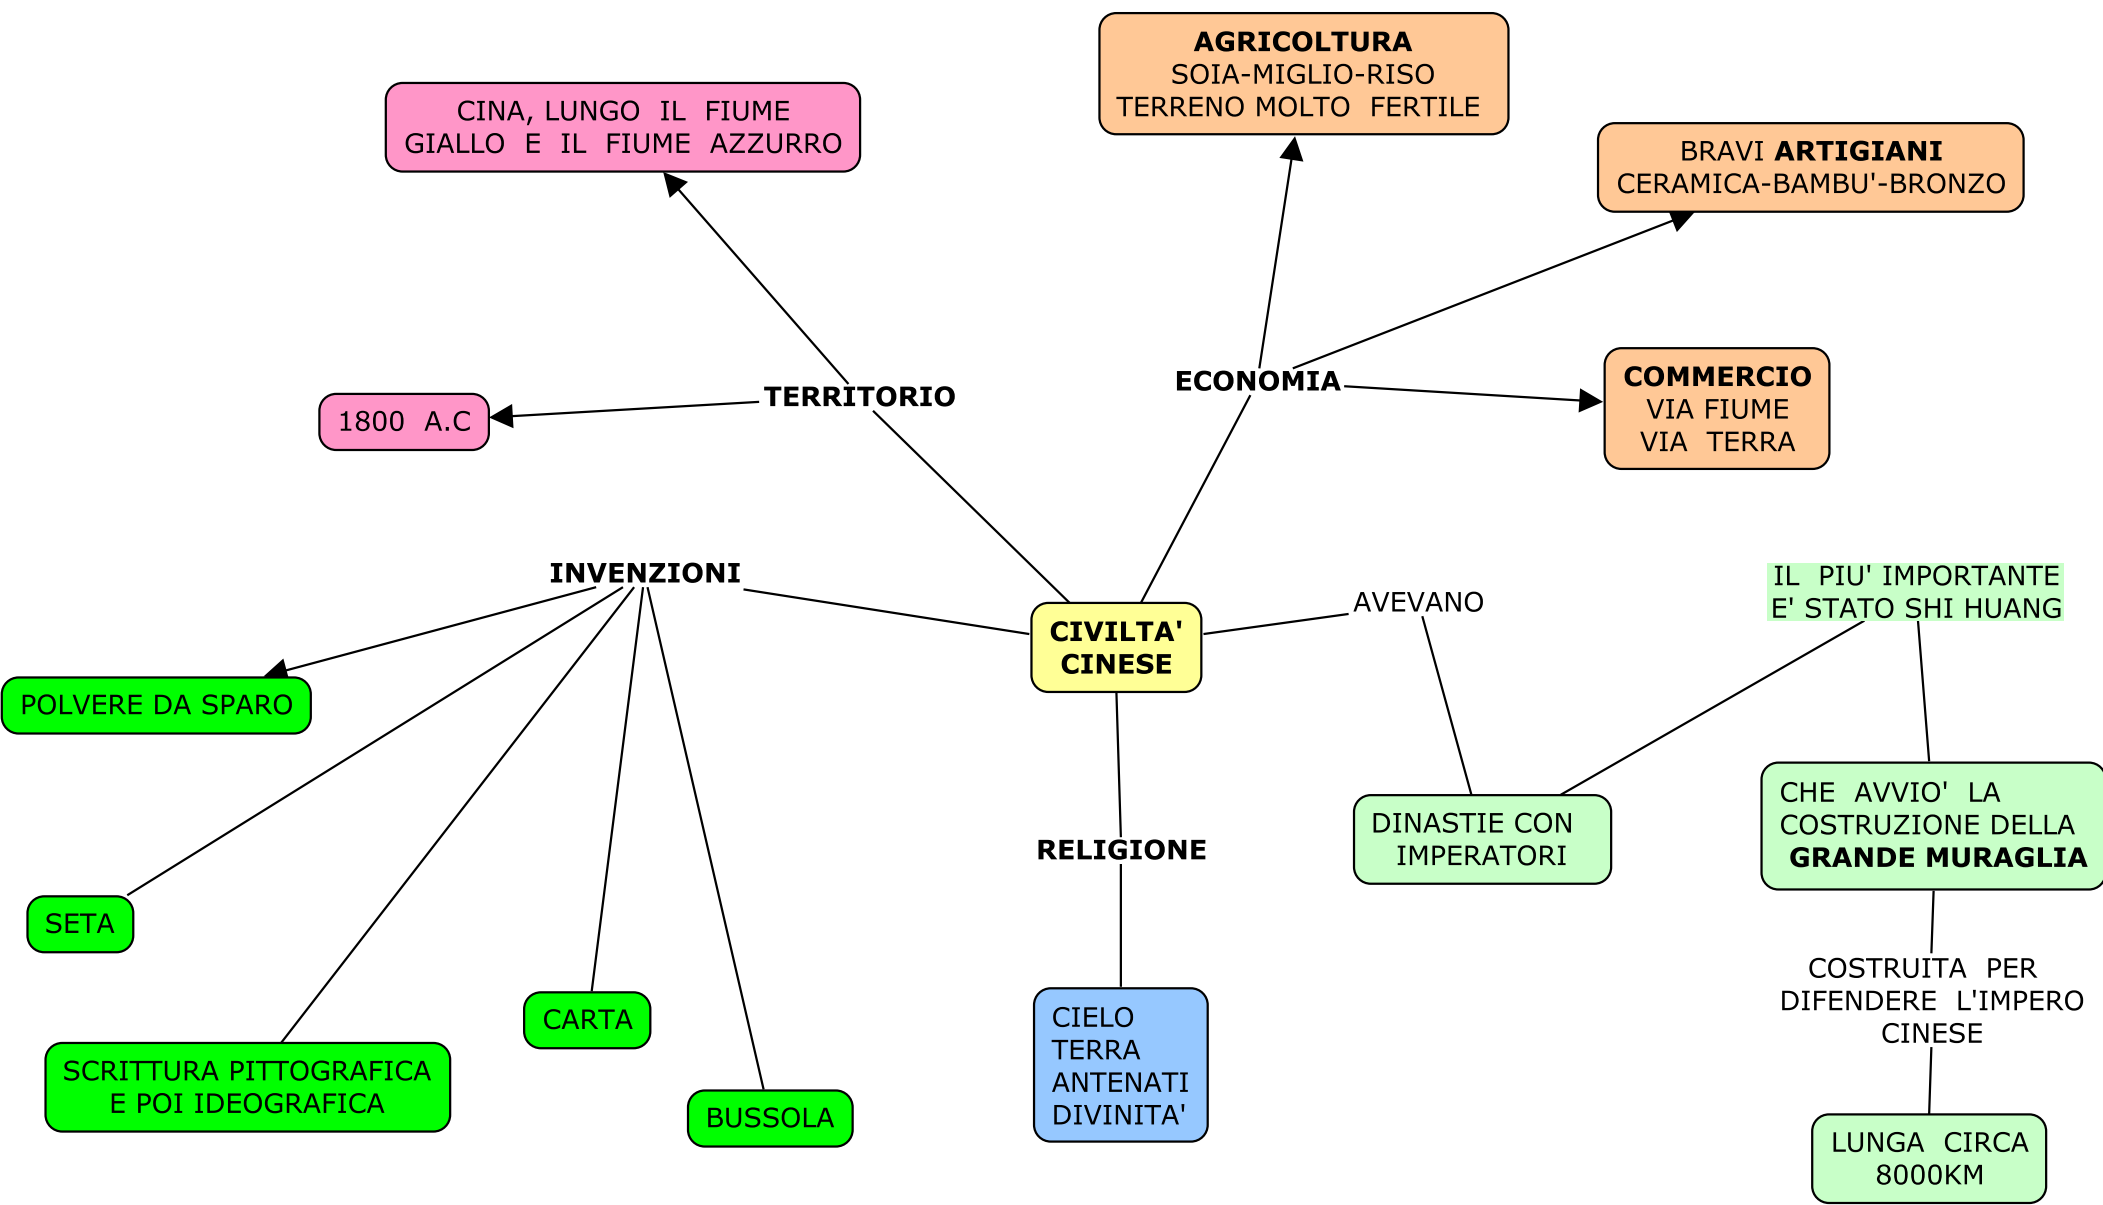 AGRICOLTURA
SOIA-MIGLIO-RISO
TERRENO MOLTO FERTILE
CINA, LUNGO IL FIUME
GIALLO E IL FIUME AZZURRO
BRAVI ARTIGIANI
CERAMICA-BAMBU'-BRONZO
ECONOMIA
COMMERCIO
VIA FIUME
VIA TERRA
TERRITORIO
1800 A.C
INVENZIONI
AVEVANO
IL PIU' IMPORTANTE
E' STATO SHI HUANG
CIVILTA'
CINESE
POLVERE DA SPARO
CHE AVVIO' LA
COSTRUZIONE DELLA
GRANDE MURAGLIA
DINASTIE CON
IMPERATORI
RELIGIONE
SETA
COSTRUITA PER
DIFENDERE L'IMPERO
CINESE
CARTA
CIELO
TERRA
ANTENATI
DIVINITA'
SCRITTURA PITTOGRAFICA
E POI IDEOGRAFICA
BUSSOLA
LUNGA CIRCA
8000KM